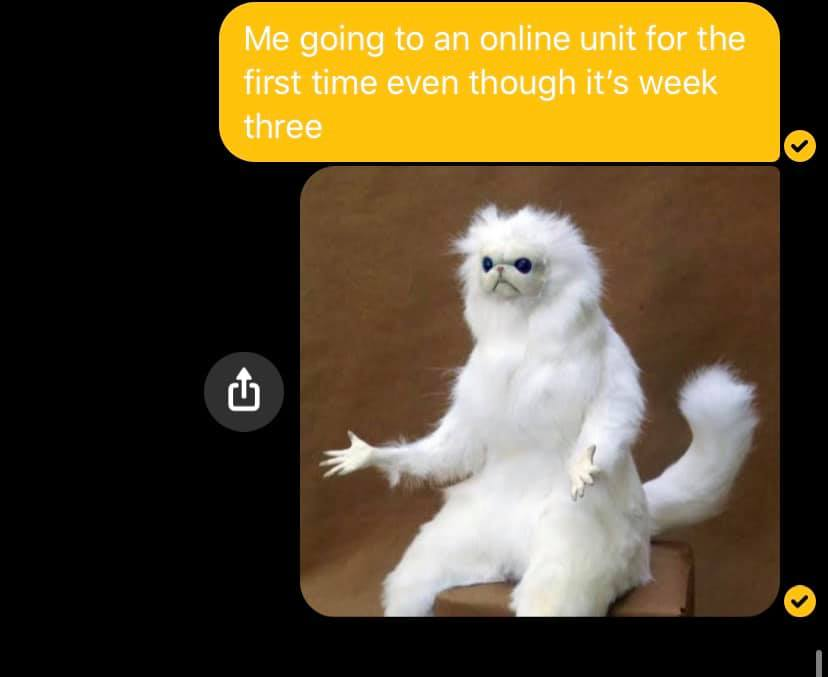 Me going to an online unit for the
first time even though it’s week
three